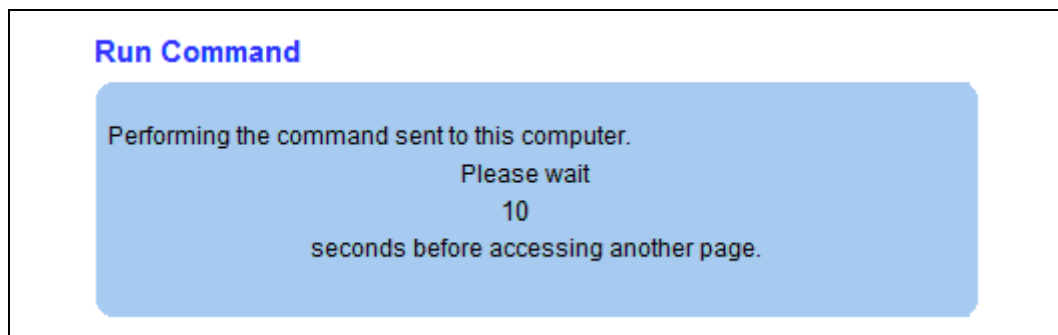 Run Command
Performing the command sent to this computer.
Please wait
10
seconds before accessing another page.